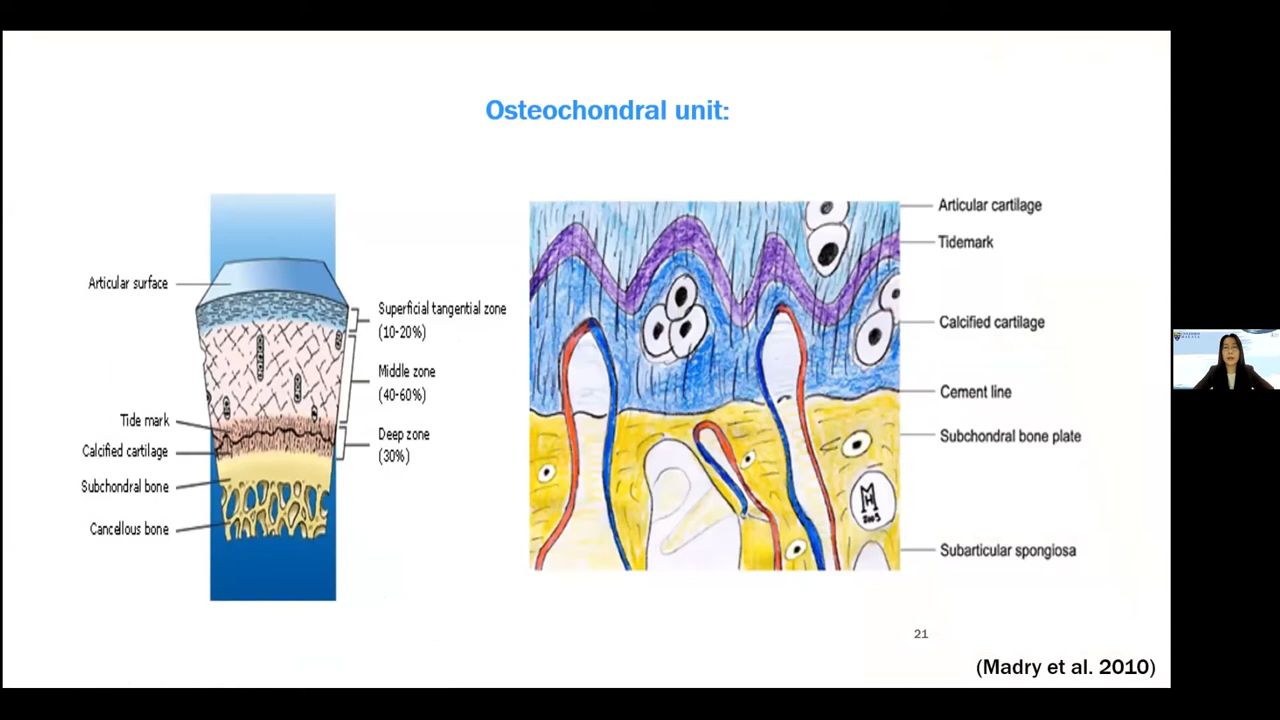 Osteochondral unit:
Articular surface
Tide mark
Calcified cartilage
Subchondral bone
Cancellous bone
Superficial tangential zone
(10-20%)
Middle zone
(40-60%)
Deep zone
(30%)
Articular cartilage
Tidemark
Calcified cartilage
Cement line
Subchondral bone plate
Subarticular spongiosa
2009
21
(Madry et al. 2010)